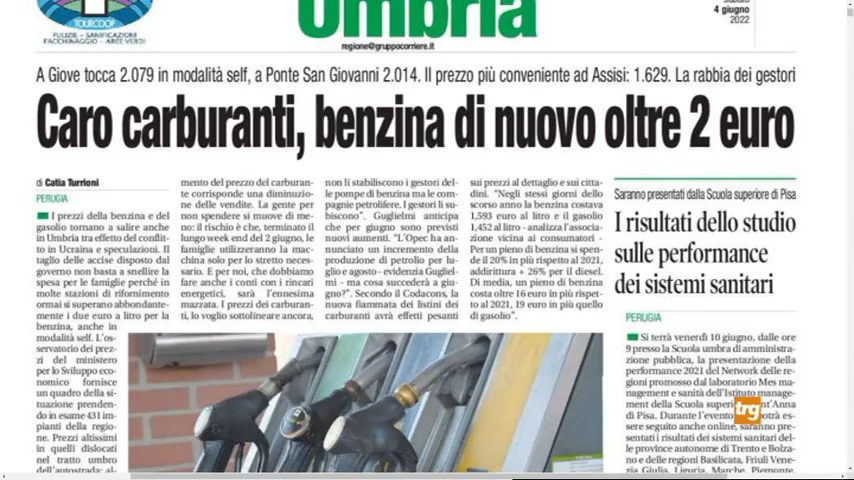 TOURCOOP
PULIZIE - SANIFICAZIONI
FACCHINAGGIO - AREE VERDI
Umbria
regione@gruppocorriere.it
4 giugno
2022
A Giove tocca 2.079 in modalità self, a Ponte San Giovanni 2.014. Il prezzo più conveniente ad Assisi: 1.629. La rabbia dei gestori
Caro carburanti, benzina di nuovo oltre 2 euro
di Catia Turrioni
PERUGIA
I prezzi della benzina e del
gasolio tornano a salire anche
in Umbria tra effetto del conflit-
to in Ucraina e speculazioni. Il
taglio delle accise disposto dal
governo non basta a snellire la
spesa per le famiglie perché in
molte stazioni di rifornimento
ormai si superano abbondante-
mente i due euro a litro per la
benzina, anche in
modalità self. L'os-
servatorio dei prez-
zi del ministero
per lo Sviluppo eco-
nomico fornisce
un quadro della si-
tuazione prenden-
do in esame 431 im-
pianti della regio-
ne. Prezzi altissimi
in quelli dislocati
nel tratto umbro
dell'autostrada: al-
mento del prezzo del carburan-
te corrisponde una diminuzio-
ne delle vendite. La gente per
non spendere si muove di me-
no: il rischio è che, terminato il
lungo week end del 2 giugno, le
famiglie utilizzeranno la mac-
china solo per lo stretto neces-
sario. E per noi, che dobbiamo
fare anche i conti con i rincari
energetici, sarà l'ennesima
mazzata. I prezzi dei carburan-
ti, lo voglio sottolineare ancora,
non li stabiliscono i gestori del-
le pompe di benzina ma le com-
pagnie petrolifere. I gestori li su-
biscono". Guglielmi anticipa
che per giugno sono previsti
nuovi aumenti. "L'Opec ha an-
nunciato un incremento della
produzione di petrolio per lu-
glio e agosto - evidenzia Gugliel-
mi - ma cosa succederà a giu-
gno?". Secondo il Codacons, la
nuova fiammata dei listini dei
carburanti avrà effetti pesanti
sui prezzi al dettaglio e sui citta-
dini. "Negli stessi giorni dello
scorso anno la benzina costava
1,593 euro al litro e il gasolio
1,452 al litro - analizza l'associa-
zione vicina ai consumatori -
Per un pieno di benzina si spen-
de il 20% in più rispetto al 2021,
addirittura + 26% per il diesel.
Di media, un pieno di benzina
costa oltre 16 euro in più rispet-
to al 2021, 19 euro in più quello
di gasolio".
Saranno presentati dalla Scuola superiore di Pisa
I risultati dello studio
sulle performance
dei sistemi sanitari
PERUGIA
Si terrà venerdì 10 giugno, dalle ore
9 presso la Scuola umbra di amministra-
zione pubblica, la presentazione della
performance 2021 del Network delle re-
gioni promosso dal laboratorio Mes ma-
nagement e sanità dell'Istituto manage-
ment della Scuola superi nt'Anna
di Pisa. Durante l'evento otrà es-
sere seguito anche online, saranno pre-
sentati i risultati dei sistemi sanitari del-
le province autonome di Trento e Bolza-
no e delle regioni Basilicata, Friuli Vene-
zia Giulia, Liguria, Marche, Piemonte,
trg